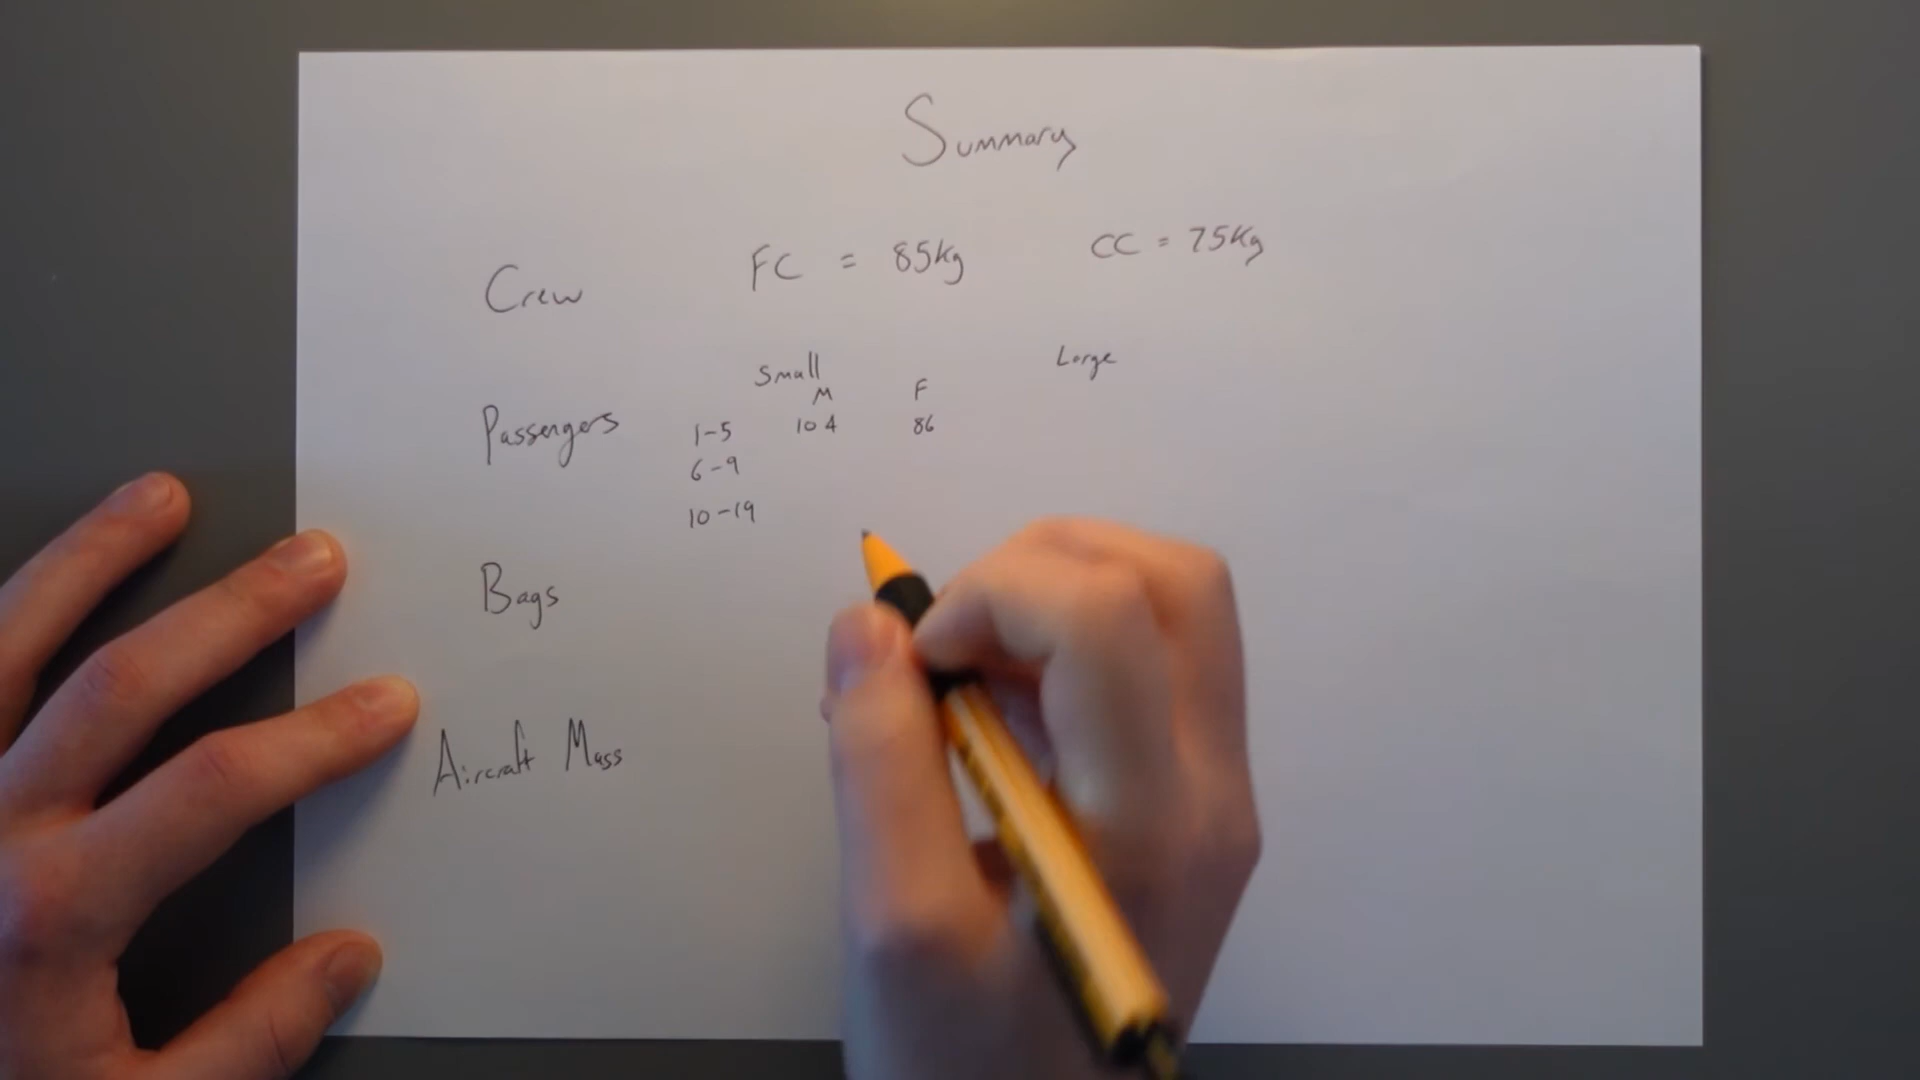 Summary
Crew FC = 85kg CC = 75kg
Small Large
M F
Passengers 1-5 104 86
6-9
10-19
Bags
Aircraft Mass